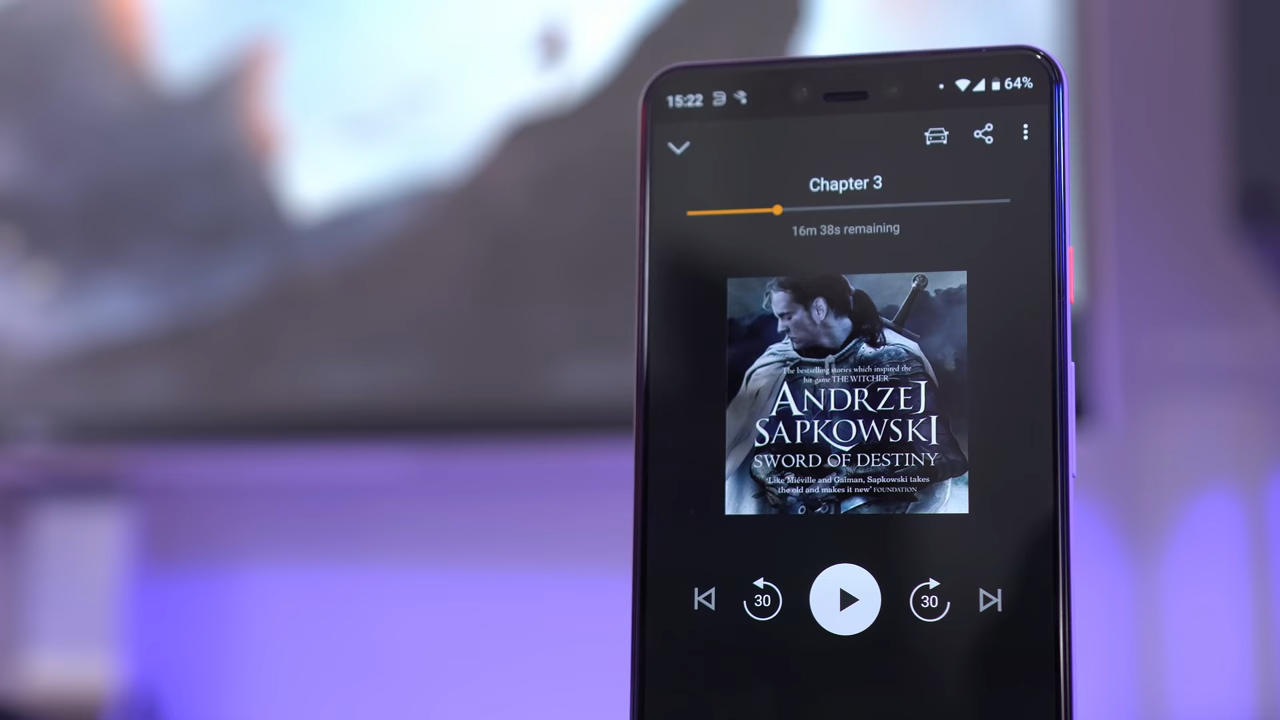 15:22
64%
Chapter 3
16m 38s remaining
The bestselling stories which inspired the
hit game THE WITCHER
ANDRZEJ
SAPKOWSKI
SWORD OF DESTINY
'Like Miéville and Gaiman, Sapkowski takes
the old and makes it new' FOUNDATION
30
30